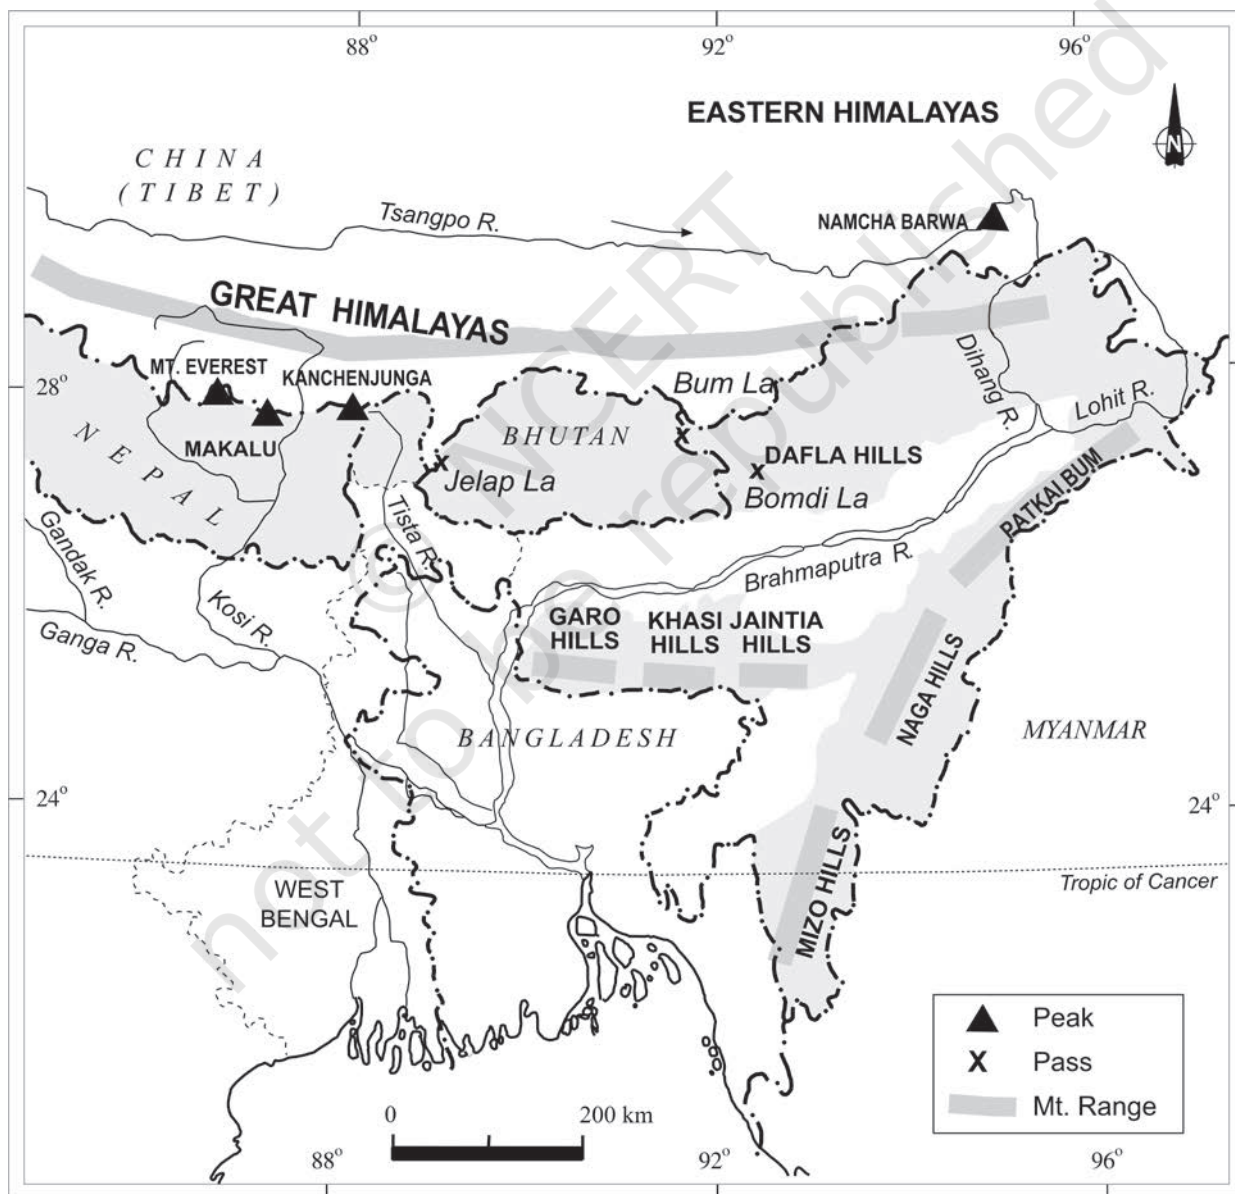 88°
92°
96°
EASTERN HIMALAYAS
N
CHINA
(TIBET)
Tsangpo R.
NAMCHA BARWA
GREAT HIMALAYAS
MT. EVEREST
KANCHENJUNGA
28°
Bum La
Dihang R.
Lohit R.
NEPAL
MAKALU
BHUTAN
DAFLA HILLS
Jelap La
Bomdi La
PATKAI BUM
Tista R.
Gandak R.
Brahmaputra R.
Kosi R.
Ganga R.
GARO
HILLS
KHASI
HILLS
JAINTIA
HILLS
NAGA HILLS
BANGLADESH
MYANMAR
24°
24°
MIZO HILLS
Tropic of Cancer
WEST
BENGAL
Peak
X Pass
Mt. Range
0
200 km
88°
92°
96°
© NCERT
not to be republished